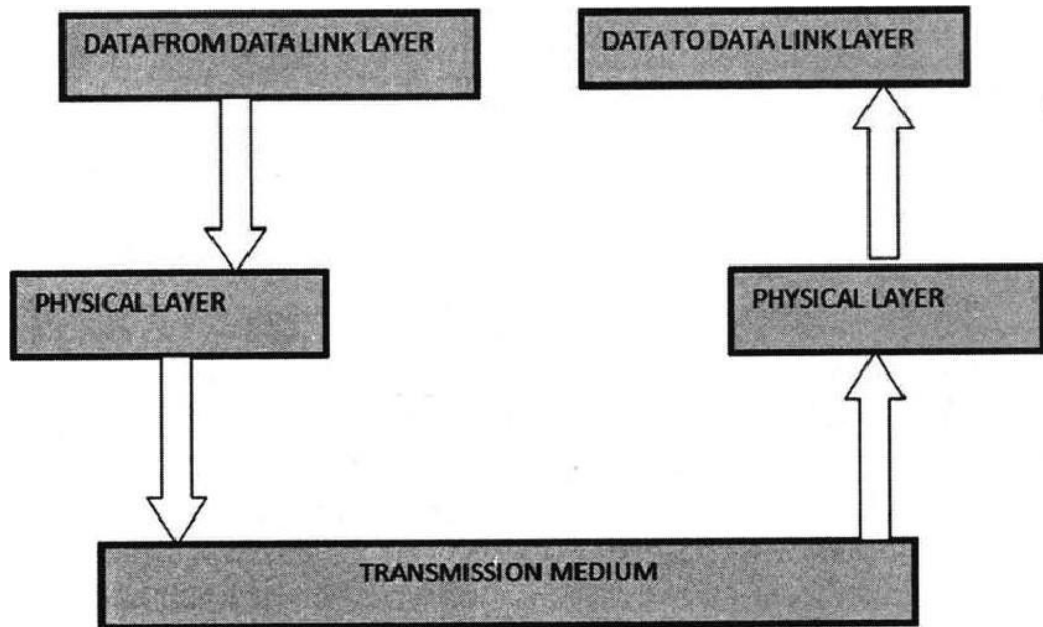 DATA FROM DATA LINK LAYER
DATA TO DATA LINK LAYER
PHYSICAL LAYER
PHYSICAL LAYER
TRANSMISSION MEDIUM